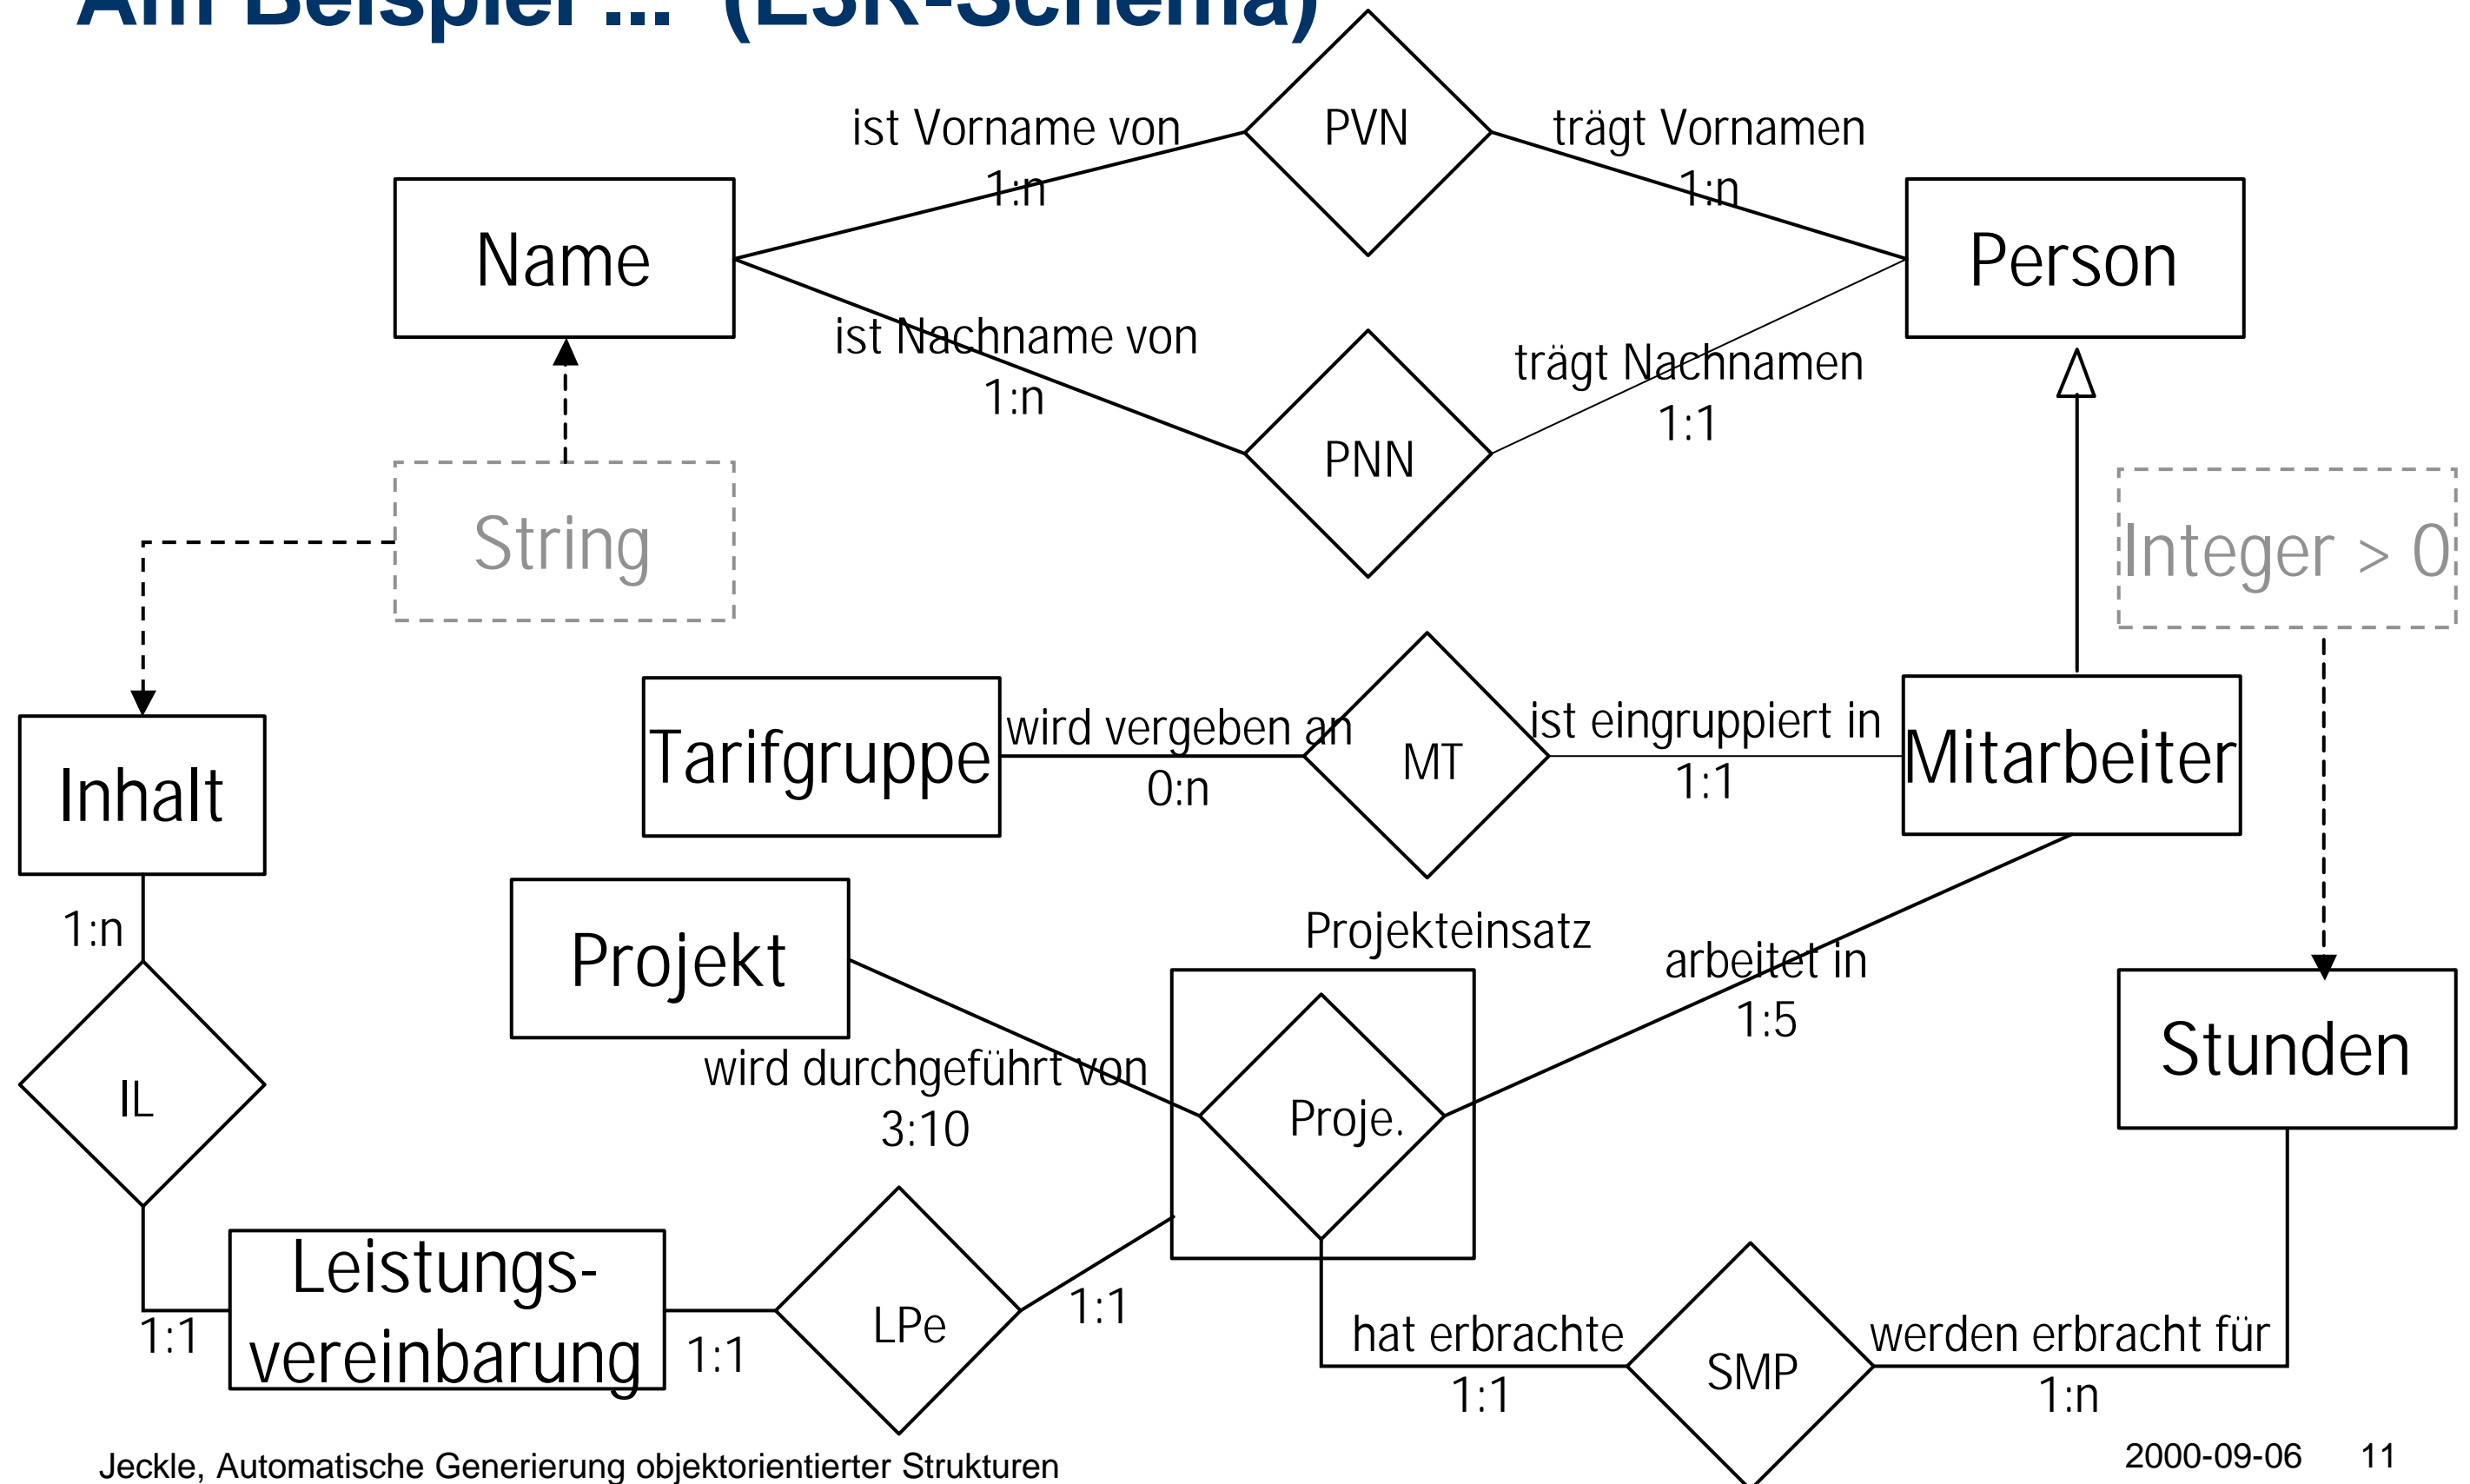 Am Beispiel ... (E3R-Schema)
ist Vorname von
1:n
PVN
trägt Vornamen
1:n
Name
Person
ist Nachname von
1:n
PNN
trägt Nachnamen
1:1
String
Integer > 0
Tarifgruppe
wird vergeben an
0:n
MT
ist eingruppiert in
1:1
Mitarbeiter
Inhalt
1:n
Projekt
Projekteinsatz
arbeitet in
1:5
wird durchgeführt von
3:10
Proje.
Stunden
IL
Leistungs-
vereinbarung
1:1
1:1
LPe
1:1
hat erbrachte
1:1
SMP
werden erbracht für
1:n
Jeckle, Automatische Generierung objektorientierter Strukturen
2000-09-06 11